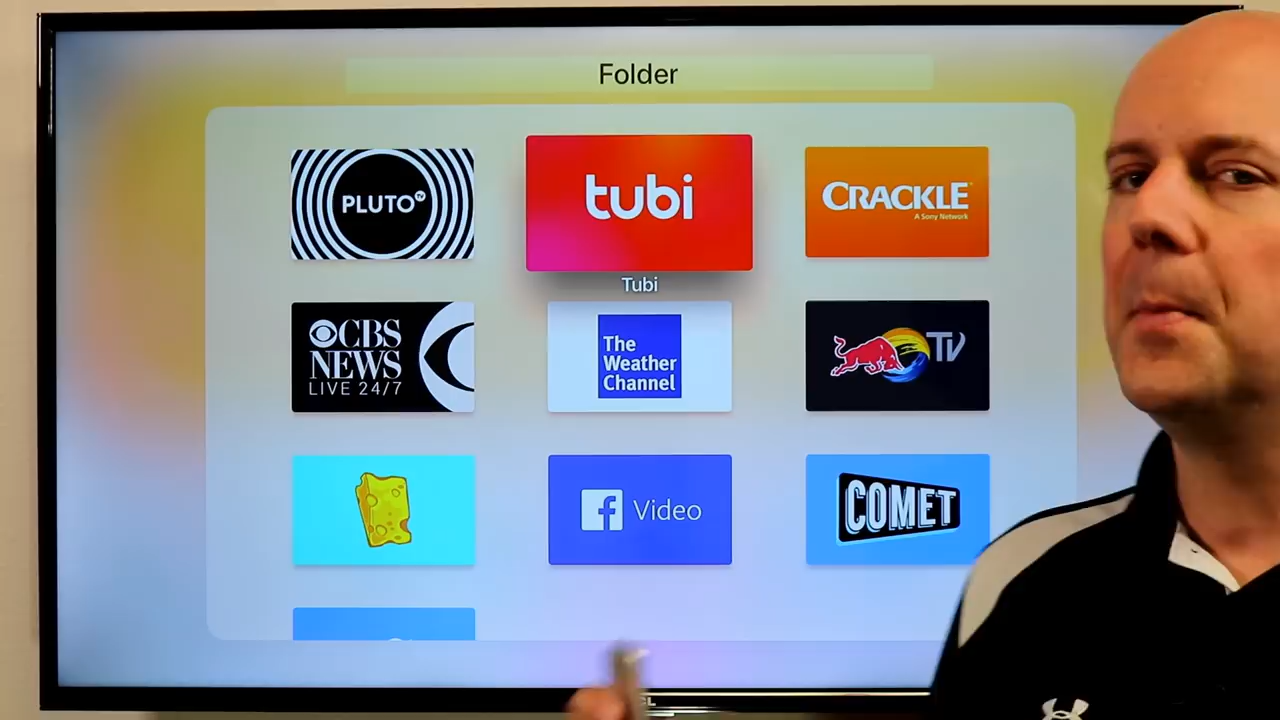 Folder
PLUTO TV
tubi
CRACKLE
A Sony Network
Tubi
CBS
NEWS
LIVE 24/7
The
Weather
Channel
TV
f Video
COMET